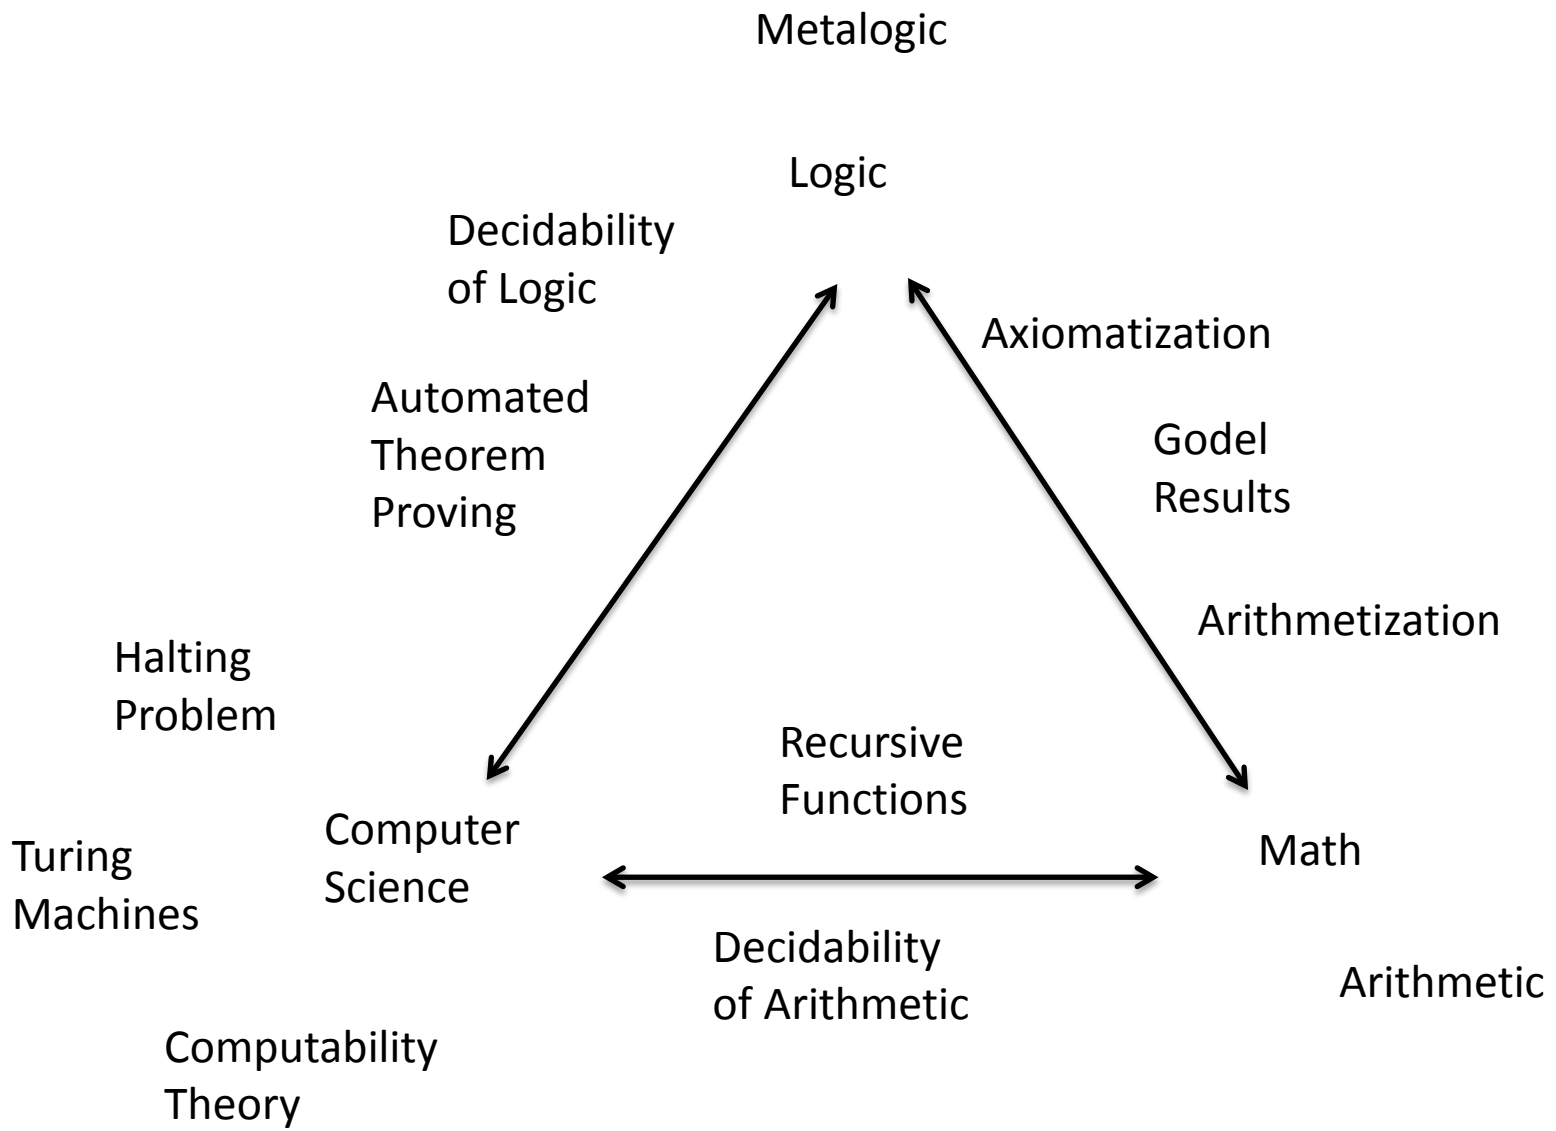 Metalogic
Logic
Decidability
of Logic
Axiomatization
Automated
Theorem
Proving
Godel
Results
Arithmetization
Halting
Problem
Recursive
Functions
Computer
Science
Math
Turing
Machines
Decidability
of Arithmetic
Arithmetic
Computability
Theory